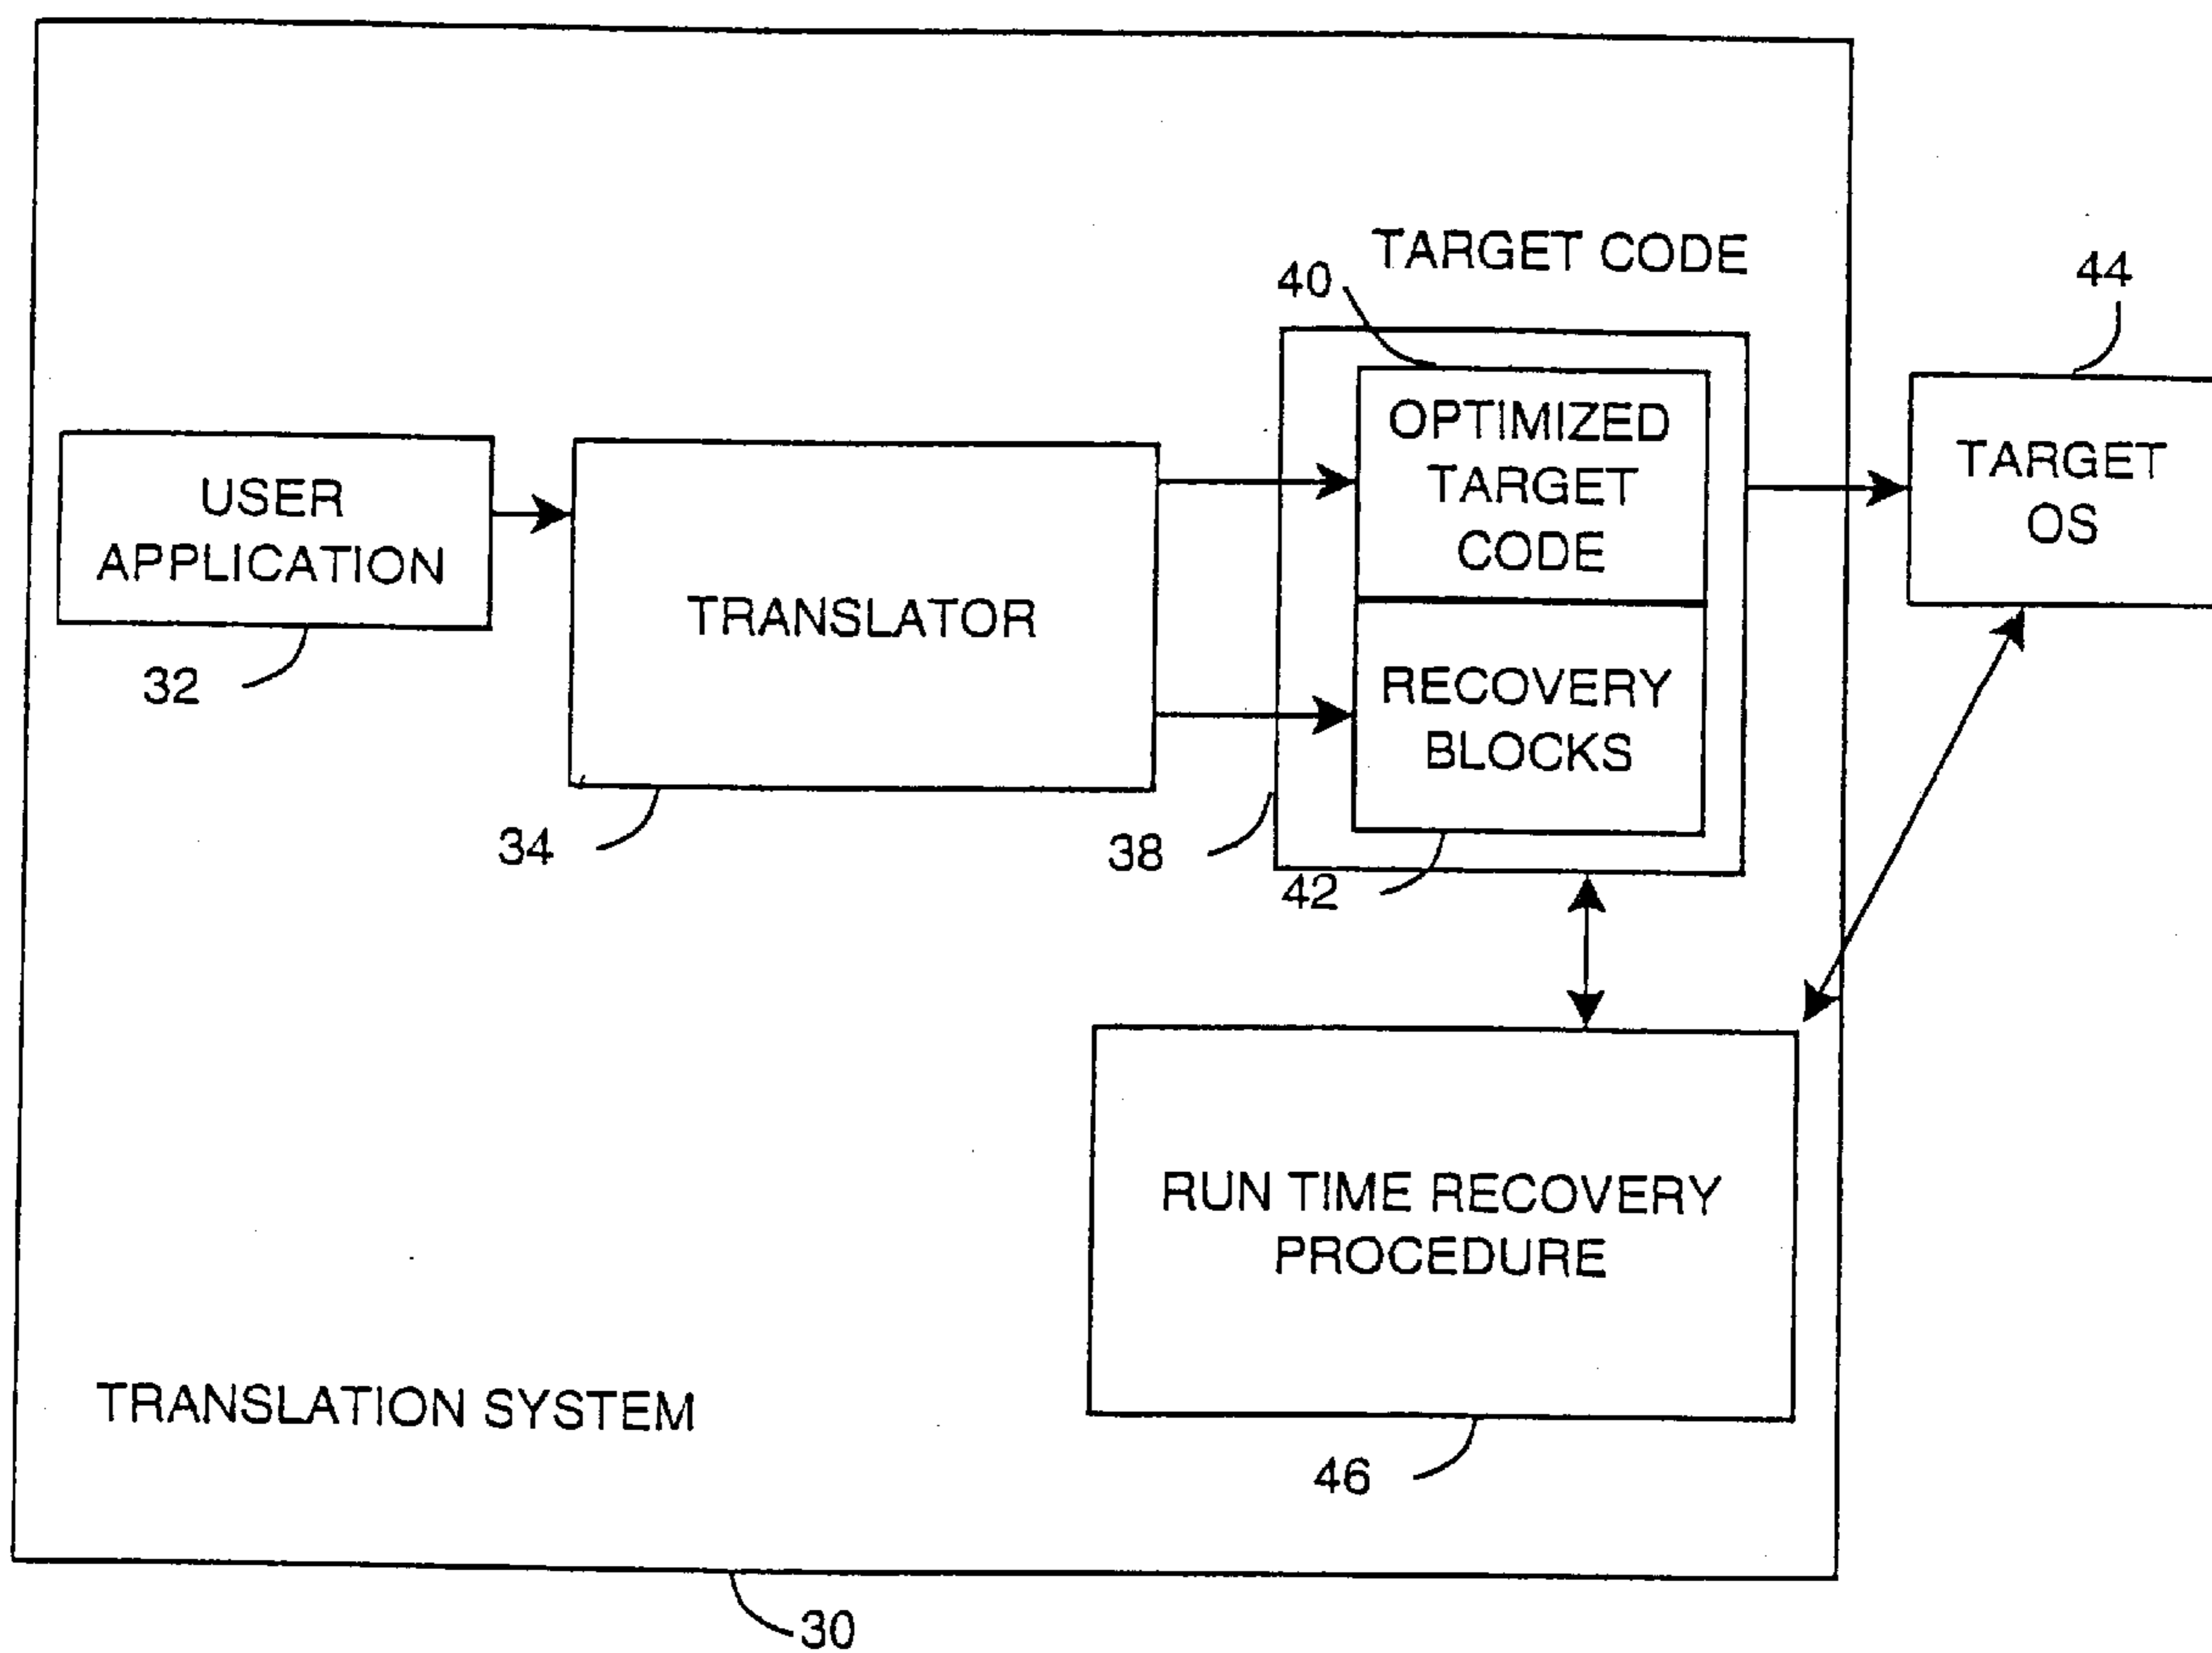 TARGET CODE
40
44
OPTIMIZED
TARGET
CODE
TARGET
OS
USER
APPLICATION
32
TRANSLATOR
34
RECOVERY
BLOCKS
38
42
RUN TIME RECOVERY
PROCEDURE
46
TRANSLATION SYSTEM
30